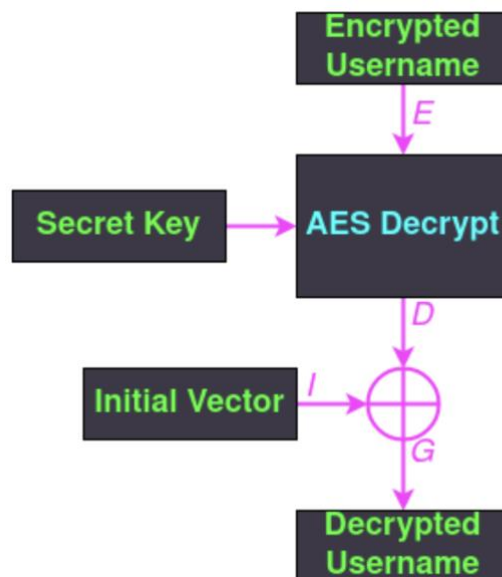 Encrypted
Username
E
Secret Key
AES Decrypt
D
Initial Vector
I
G
Decrypted
Username